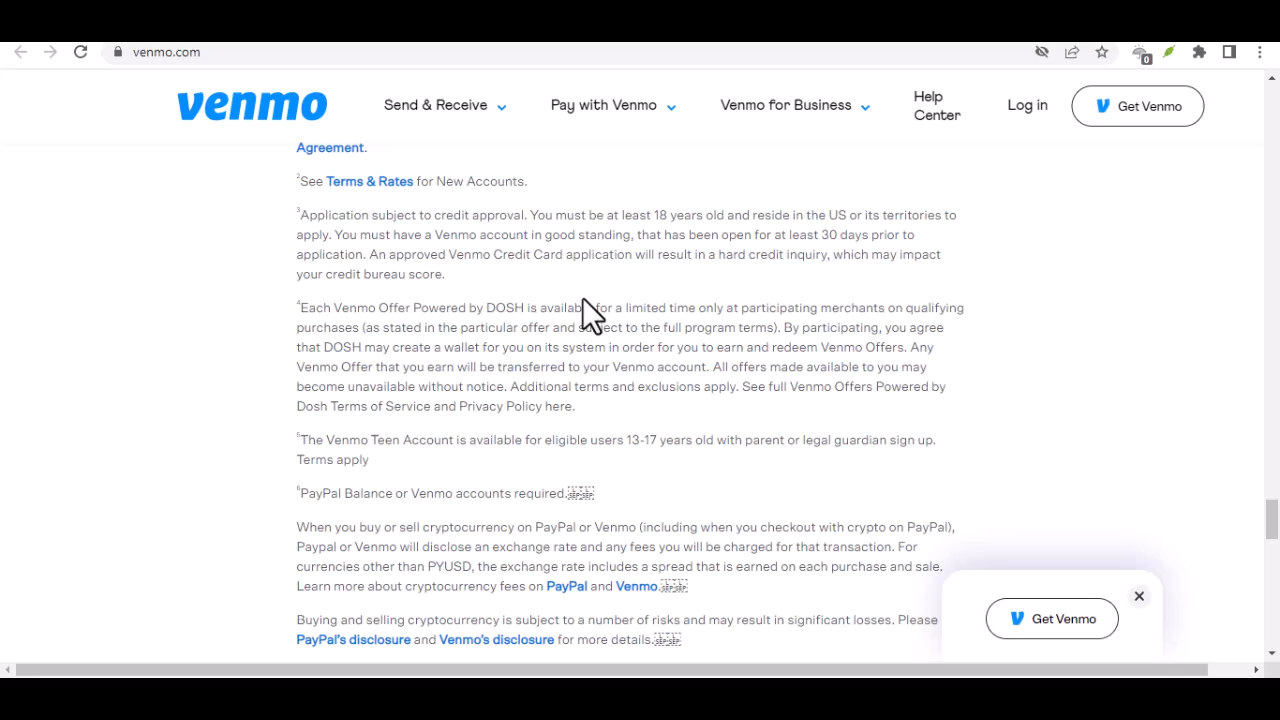 venmo.com
0
venmo
Send & Receive
Pay with Venmo
Venmo for Business
Help
Center
Log in
Get Venmo
Agreement.
2See Terms & Rates for New Accounts.
3Application subject to credit approval. You must be at least 18 years old and reside in the US or its territories to
apply. You must have a Venmo account in good standing, that has been open for at least 30 days prior to
application. An approved Venmo Credit Card application will result in a hard credit inquiry, which may impact
your credit bureau score.
4Each Venmo Offer Powered by DOSH is available for a limited time only at participating merchants on qualifying
purchases (as stated in the particular offer and subject to the full program terms). By participating, you agree
that DOSH may create a wallet for you on its system in order for you to earn and redeem Venmo Offers. Any
Venmo Offer that you earn will be transferred to your Venmo account. All offers made available to you may
become unavailable without notice. Additional terms and exclusions apply. See full Venmo Offers Powered by
Dosh Terms of Service and Privacy Policy here.
5The Venmo Teen Account is available for eligible users 13-17 years old with parent or legal guardian sign up.
Terms apply
6PayPal Balance or Venmo accounts required.
When you buy or sell cryptocurrency on PayPal or Venmo (including when you checkout with crypto on PayPal),
Paypal or Venmo will disclose an exchange rate and any fees you will be charged for that transaction. For
currencies other than PYUSD, the exchange rate includes a spread that is earned on each purchase and sale.
Learn more about cryptocurrency fees on PayPal and Venmo.
Buying and selling cryptocurrency is subject to a number of risks and may result in significant losses. Please
PayPal's disclosure and Venmo's disclosure for more details.
Get Venmo